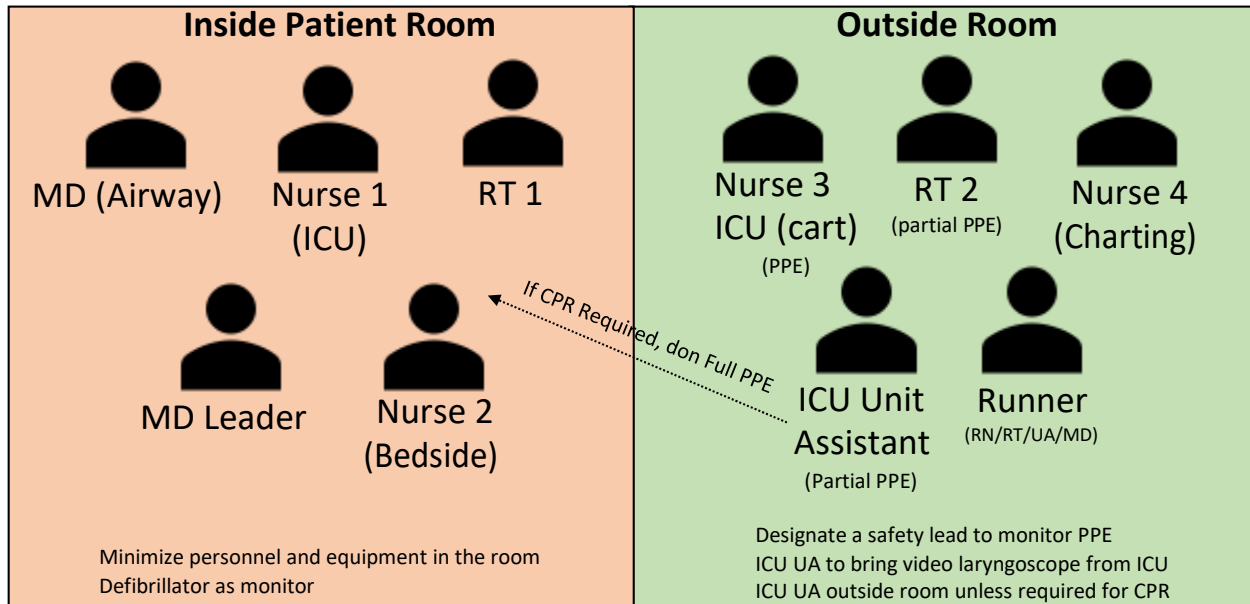 Inside Patient Room
MD (Airway)
Nurse 1
(ICU)
RT 1
MD Leader
Nurse 2
(Bedside)
Minimize personnel and equipment in the room
Defibrillator as monitor
If CPR Required, don Full PPE
Outside Room
Nurse 3
ICU (cart)
(PPE)
RT 2
(partial PPE)
Nurse 4
(Charting)
ICU Unit
Assistant
(Partial PPE)
Runner
(RN/RT/UA/MD)
Designate a safety lead to monitor PPE
ICU UA to bring video laryngoscope from ICU
ICU UA outside room unless required for CPR